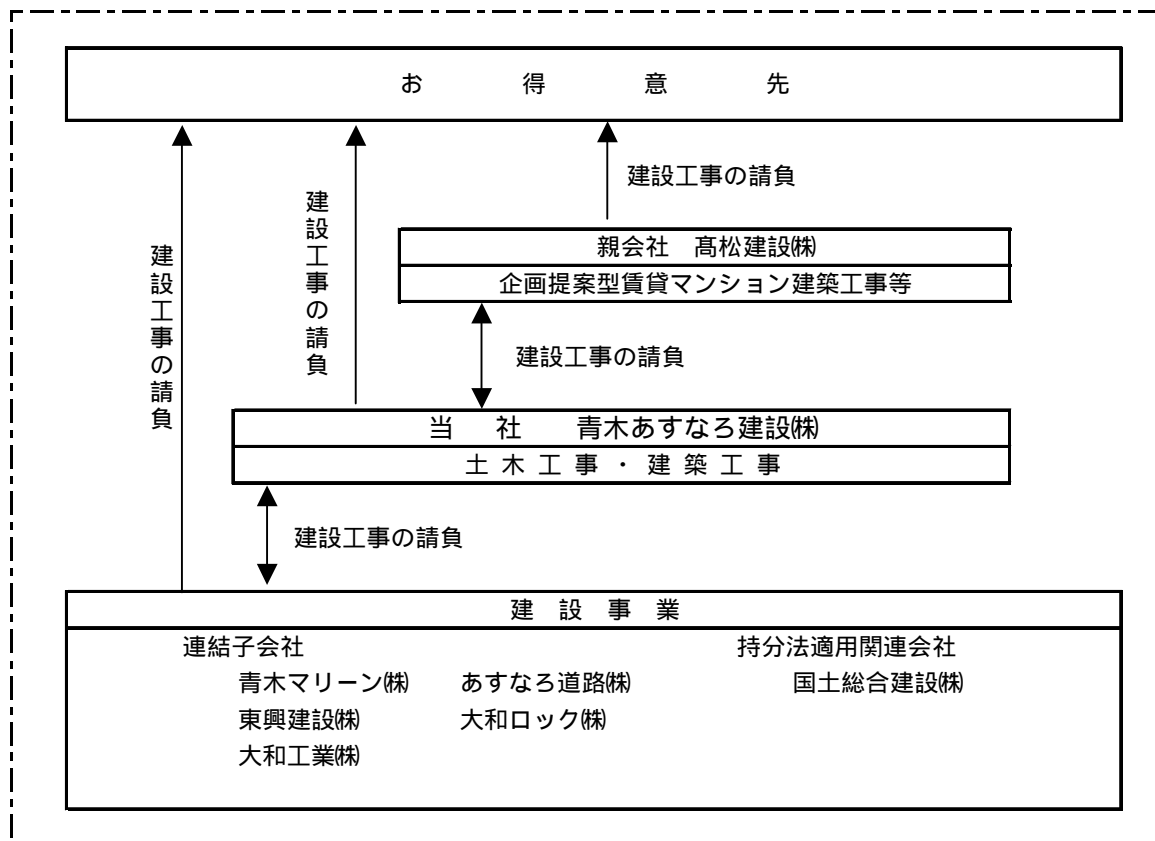 お得意先
建設工事の請負
建設工事の請負
建設工事の請負
親会社 髙松建設㈱
企画提案型賃貸マンション建築工事等
建設工事の請負
当社 青木あすなろ建設㈱
土木工事・建築工事
建設工事の請負
建設事業
連結子会社 持分法適用関連会社
青木マリーン㈱ あすなろ道路㈱ 国土総合建設㈱
東興建設㈱ 大和ロック㈱
大和工業㈱